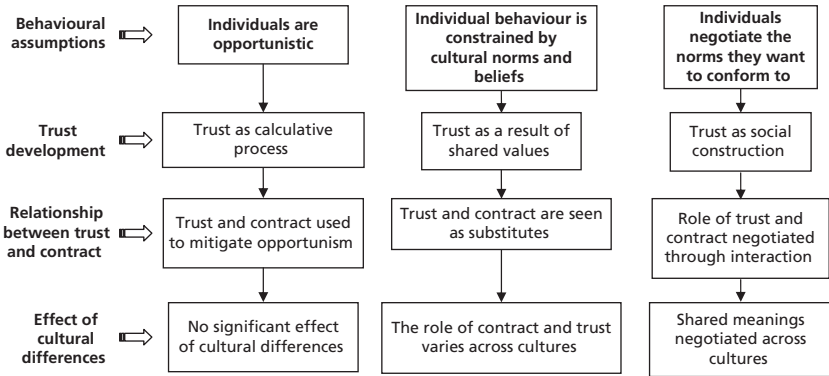 Behavioural
assumptions
Individuals are
opportunistic
Individual behaviour is
constrained by
cultural norms and
beliefs
Individuals
negotiate the
norms they want
to conform to
Trust
development
Trust as calculative
process
Trust as a result of
shared values
Trust as social
construction
Relationship
between trust
and contract
Trust and contract used
to mitigate opportunism
Trust and contract are seen
as substitutes
Role of trust and
contract negotiated
through interaction
Effect of
cultural
differences
No significant effect
of cultural differences
The role of contract and trust
varies across cultures
Shared meanings
negotiated across
cultures